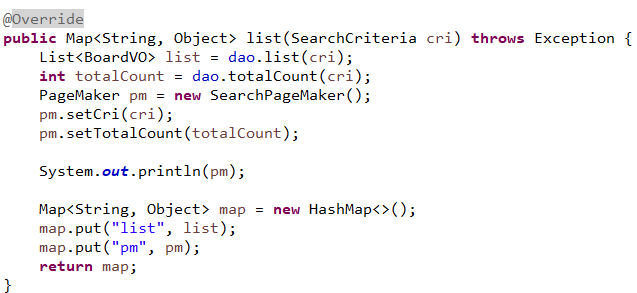 @Override
public Map<String, Object> list(SearchCriteria cri) throws Exception {
    List<BoardVO> list = dao.list(cri);
    int totalCount = dao.totalCount(cri);
    PageMaker pm = new SearchPageMaker();
    pm.setCri(cri);
    pm.setTotalCount(totalCount);

    System.out.println(pm);

    Map<String, Object> map = new HashMap<>();
    map.put("list", list);
    map.put("pm", pm);
    return map;
}